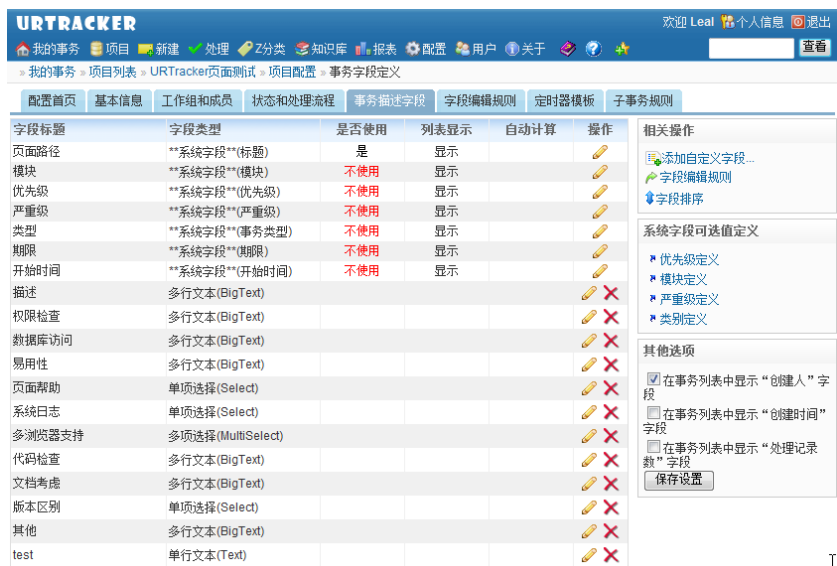 URTRACKER
欢迎 Leal 个人信息 退出
我的事务 项目 新建 处理 Z分类 知识库 报表 配置 用户 关于 查看
» 我的事务 » 项目列表 » URTracker页面测试 » 项目配置 » 事务字段定义
配置首页 基本信息 工作组和成员 状态和处理流程 事务描述字段 字段编辑规则 定时器模板 子事务规则
字段标题 字段类型 是否使用 列表显示 自动计算 操作
页面路径 **系统字段**(标题) 是 显示
模块 **系统字段**(模块) 不使用 显示
优先级 **系统字段**(优先级) 不使用 显示
严重级 **系统字段**(严重级) 不使用 显示
类型 **系统字段**(事务类型) 不使用 显示
期限 **系统字段**(期限) 不使用 显示
开始时间 **系统字段**(开始时间) 不使用 显示
描述 多行文本(BigText)
权限检查 多行文本(BigText)
数据库访问 多行文本(BigText)
易用性 多行文本(BigText)
页面帮助 单项选择(Select)
系统日志 单项选择(Select)
多浏览器支持 多项选择(MultiSelect)
代码检查 多行文本(BigText)
文档考虑 多行文本(BigText)
版本区别 单项选择(Select)
其他 多行文本(BigText)
test 单行文本(Text)
相关操作
添加自定义字段...
字段编辑规则
字段排序
系统字段可选值定义
优先级定义
模块定义
严重级定义
类别定义
其他选项
在事务列表中显示“创建人”字
段
在事务列表中显示“创建时间”
字段
在事务列表中显示“处理记录
数”字段
保存设置